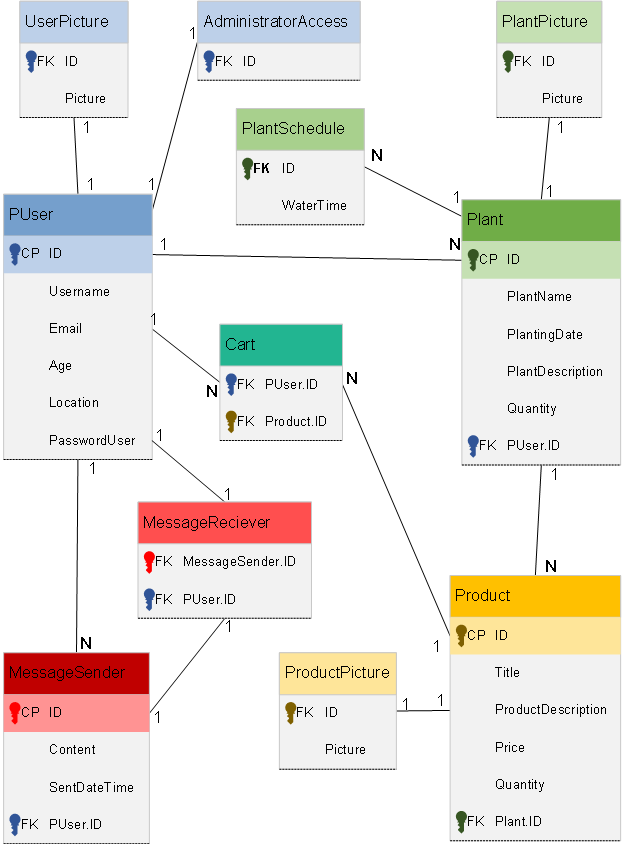 UserPicture
FK ID
Picture
1
1
AdministratorAccess
FK ID
1
1
PlantPicture
FK ID
Picture
1
1
PlantSchedule
FK ID
WaterTime
N
1
PUser
CP ID
Username
Email
Age
Location
PasswordUser
1
N
Plant
CP ID
PlantName
PlantingDate
PlantDescription
Quantity
FK PUser.ID
1
N
Cart
FK PUser.ID
FK Product.ID
N
1
1
1
1
MessageReciever
FK MessageSender.ID
FK PUser.ID
1
1
N
MessageSender
CP ID
Content
SentDateTime
FK PUser.ID
1
N
Product
CP ID
Title
ProductDescription
Price
Quantity
FK Plant.ID
ProductPicture
FK ID
Picture
1
1